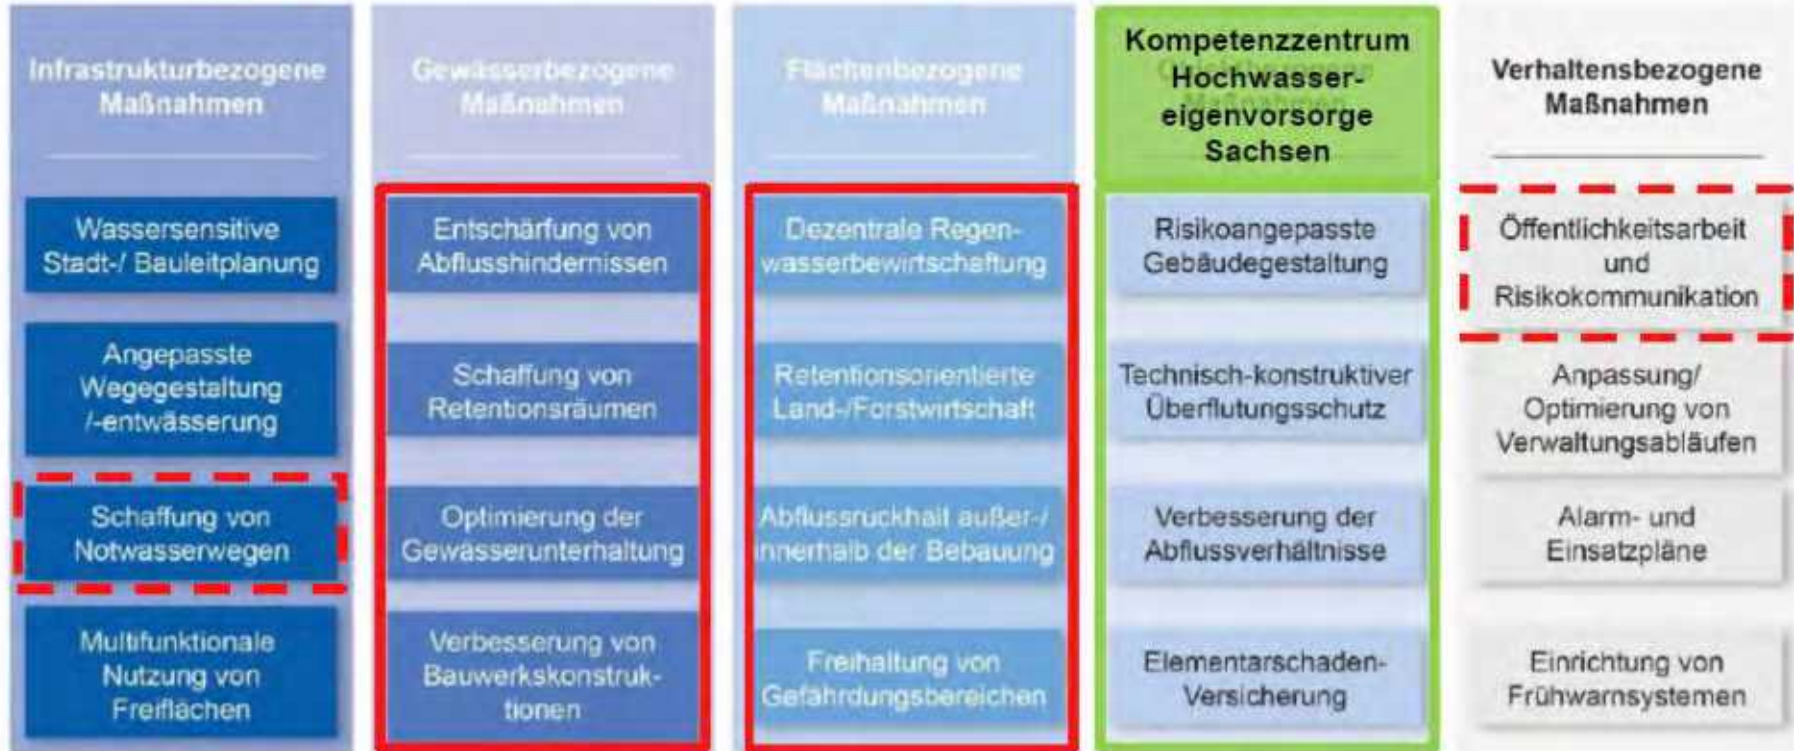 Infrastrukturbezogene
Maßnahmen
Wassersensitive
Stadt-/ Bauleitplanung
Angepasste
Wegegestaltung
/-entwässerung
Schaffung von
Notwasserwegen
Multifunktionale
Nutzung von
Freiflächen
Gewässerbezogene
Maßnahmen
Entschärfung von
Abflusshindernissen
Schaffung von
Retentionsräumen
Optimierung der
Gewässerunterhaltung
Verbesserung von
Bauwerkskonstruk-
tionen
Flächenbezogene
Maßnahmen
Dezentrale Regen-
wasserbewirtschaftung
Retentionsorientierte
Land-/Forstwirtschaft
Abflussrückhalt außer-/
innerhalb der Bebauung
Freihaltung von
Gefährdungsbereichen
Kompetenzzentrum
Hochwasser-
eigenvorsorge
Sachsen
Risikoangepasste
Gebäudegestaltung
Technisch-konstruktiver
Überflutungsschutz
Verbesserung der
Abflussverhältnisse
Elementarschaden-
Versicherung
Verhaltensbezogene
Maßnahmen
Öffentlichkeitsarbeit
und
Risikokommunikation
Anpassung/
Optimierung von
Verwaltungsabläufen
Alarm- und
Einsatzpläne
Einrichtung von
Frühwarnsystemen